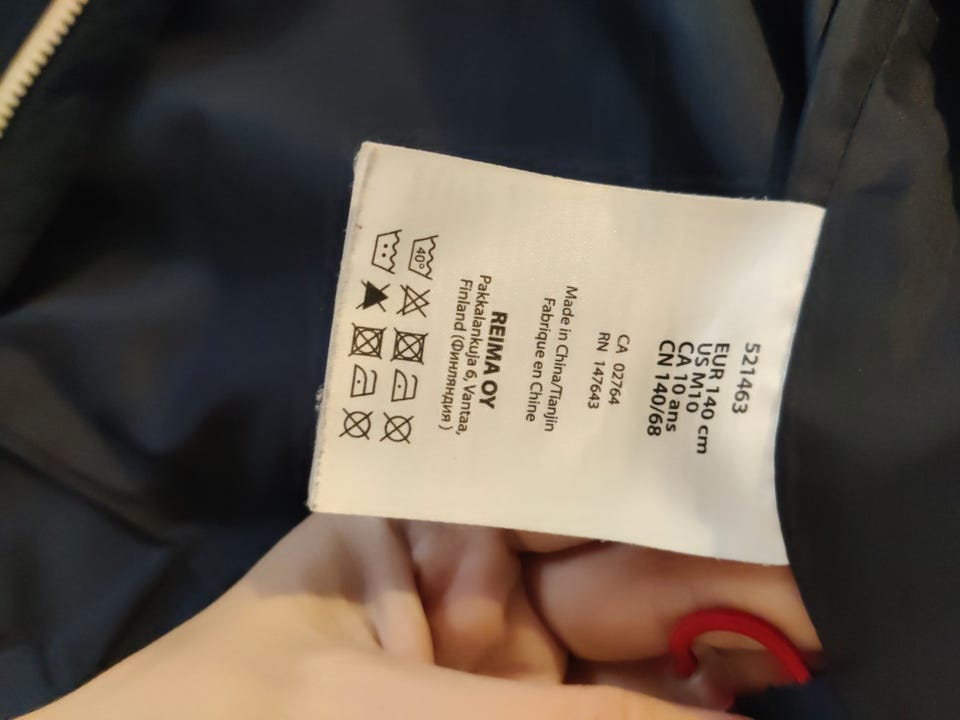 521463
EUR 140 cm
US M10
CA 10 ans
CN 140/68
CA 02764
RN 147643
Made in China/Tianjin
Fabrique en Chine
REIMA OY
Pakkalankuja 6, Vantaa,
Finland (Финляндия)
40°